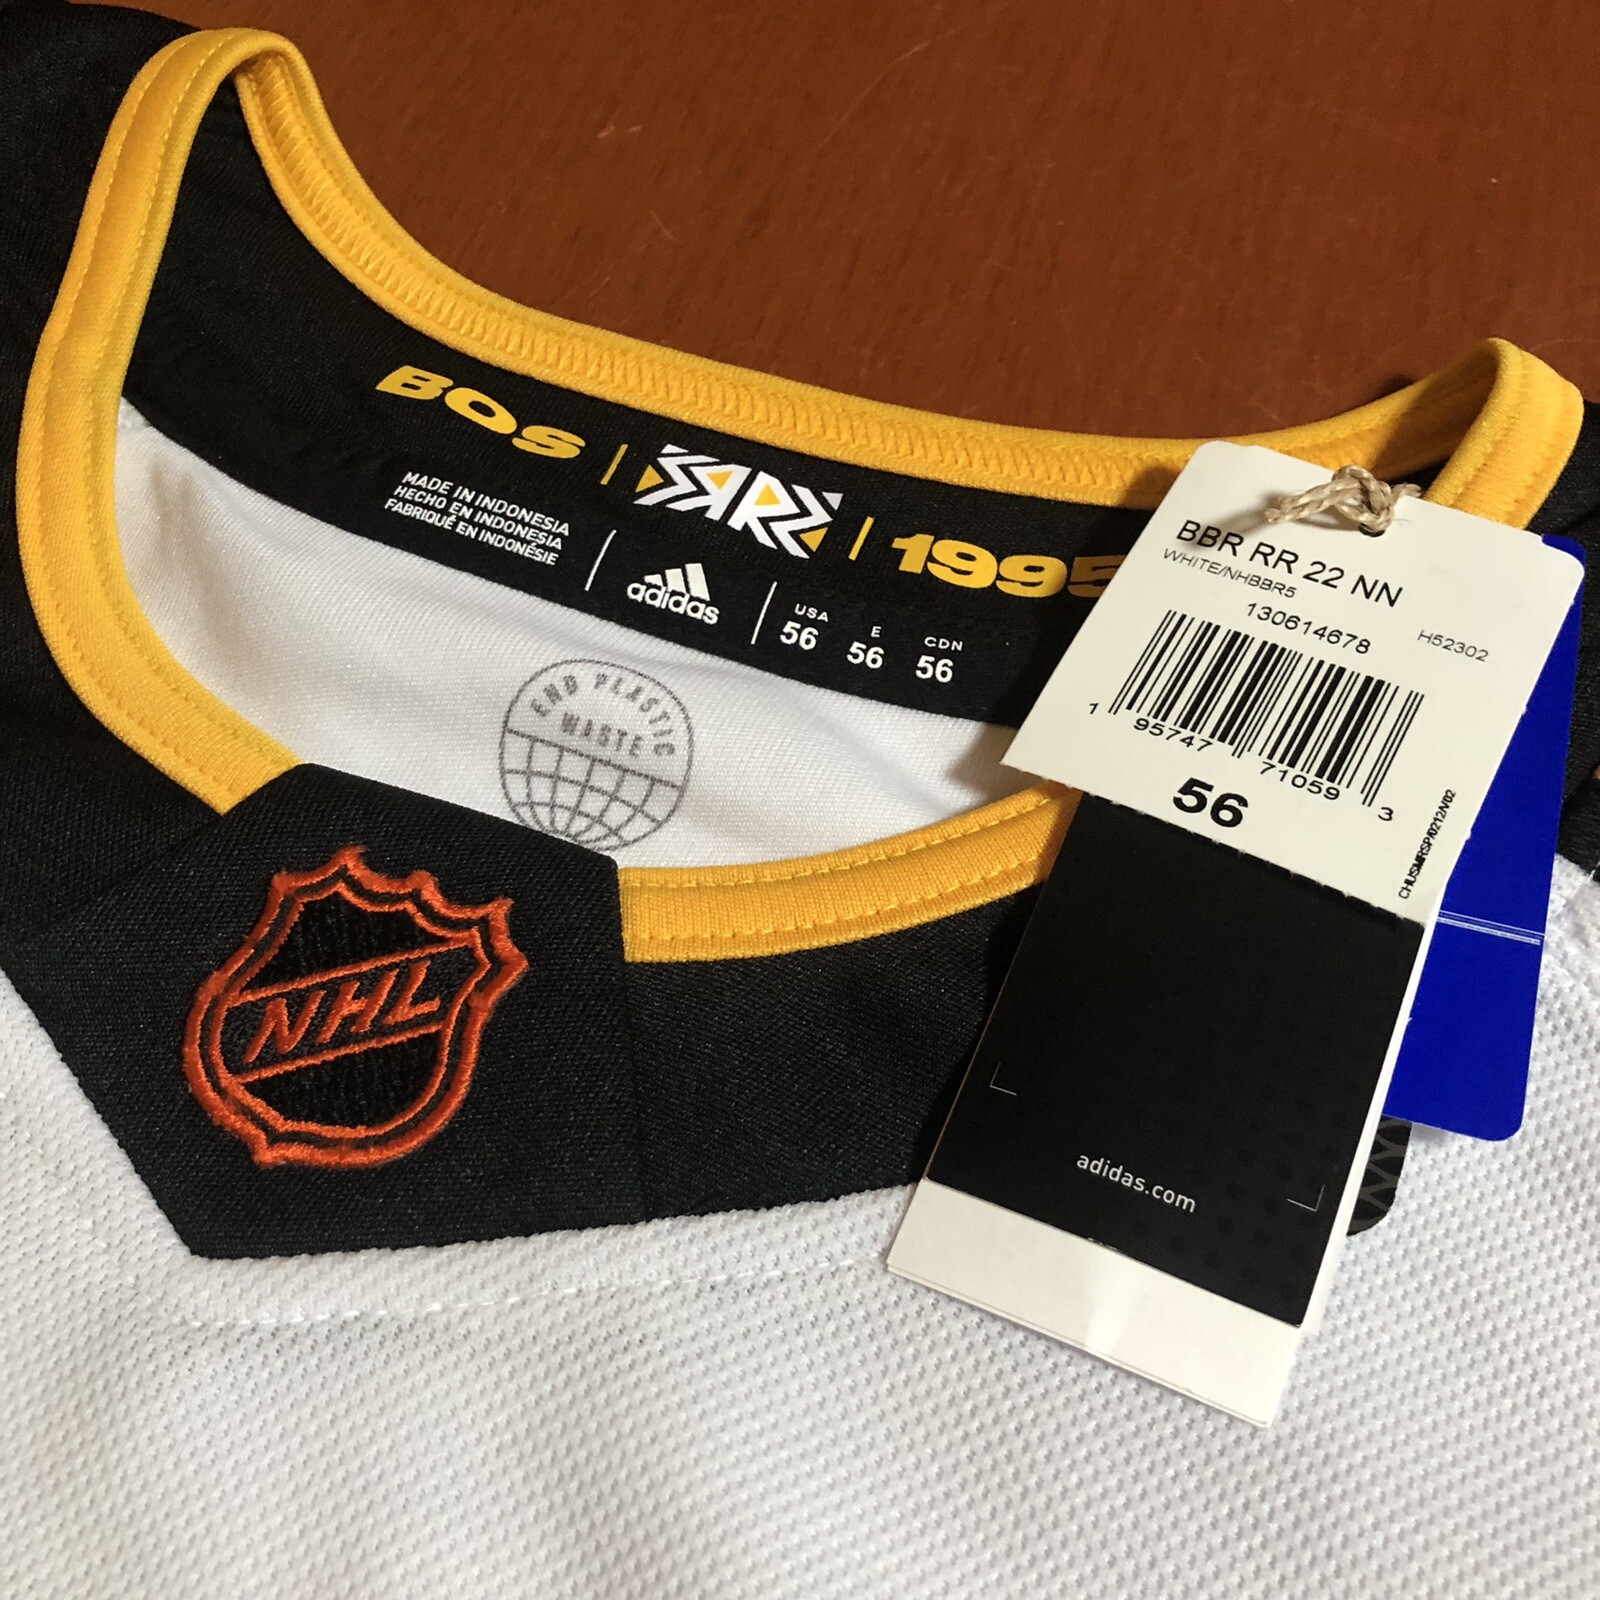 BOS | RR2 | 1995
MADE IN INDONESIA
HECHO EN INDONESIA
FABRIQUÉ EN INDONÉSIE
adidas
USA E CDN
56 56 56
END PLASTIC
WASTE
NHL
BBR RR 22 NN
WHITE/NHBBR5
130614678
H52302
1 95747 71059 3
56
adidas.com